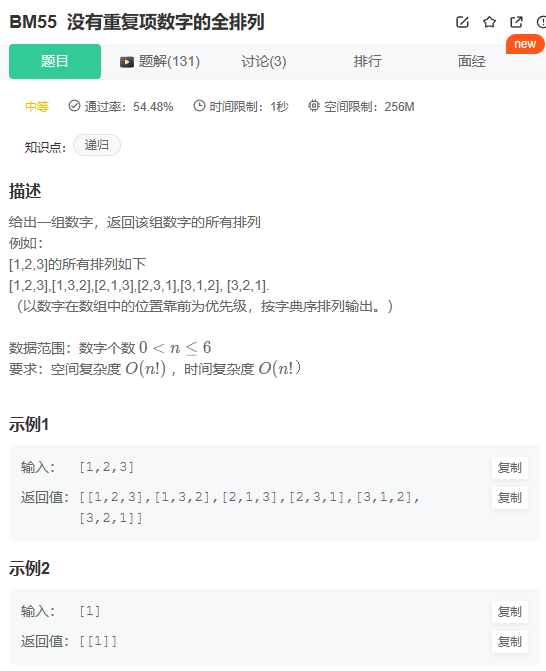 BM55 没有重复项数字的全排列
题目 题解(131) 讨论(3) 排行 面经 new
中等 通过率：54.48% 时间限制：1秒 空间限制：256M
知识点： 递归
描述
给出一组数字，返回该组数字的所有排列
例如：
[1,2,3]的所有排列如下
[1,2,3],[1,3,2],[2,1,3],[2,3,1],[3,1,2], [3,2,1].
（以数字在数组中的位置靠前为优先级，按字典序排列输出。）
数据范围：数字个数 0 < n ≤ 6
要求：空间复杂度 O(n!) ，时间复杂度 O(n!）
示例1
输入： [1,2,3] 复制
返回值： [[1,2,3],[1,3,2],[2,1,3],[2,3,1],[3,1,2], 复制
[3,2,1]]
示例2
输入： [1] 复制
返回值： [[1]] 复制